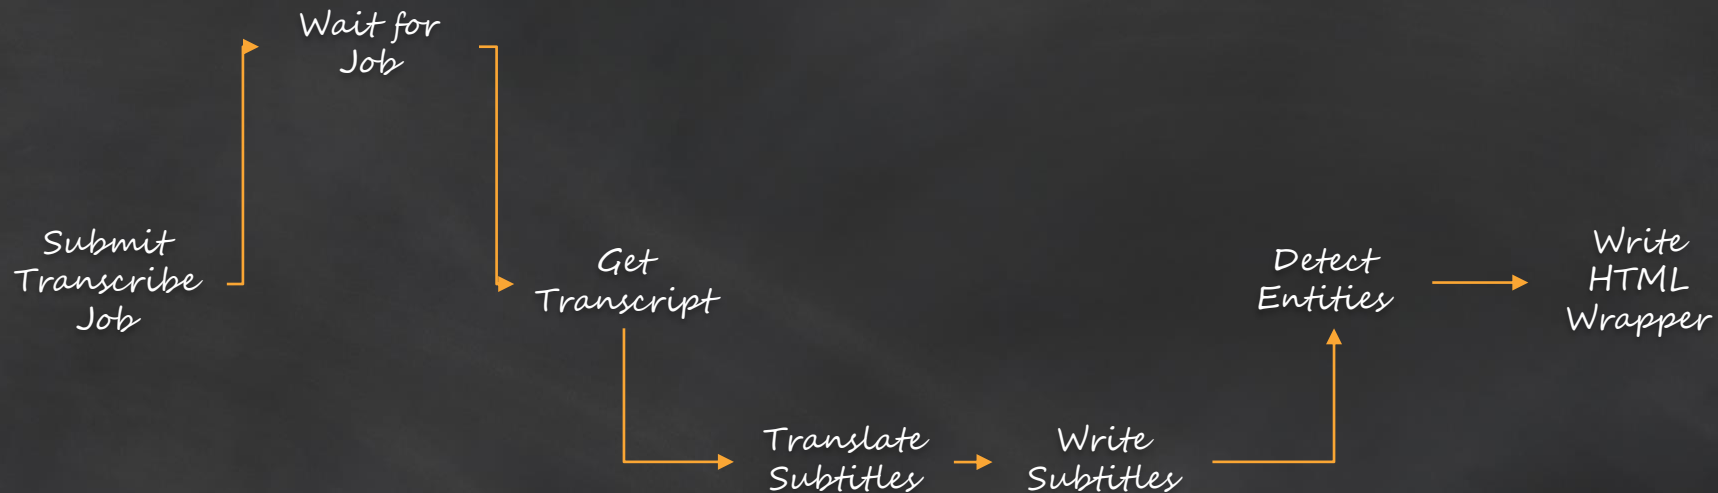 Wait for
Job
Submit
Transcribe
Job
Get
Transcript
Translate
Subtitles
Write
Subtitles
Detect
Entities
Write
HTML
Wrapper